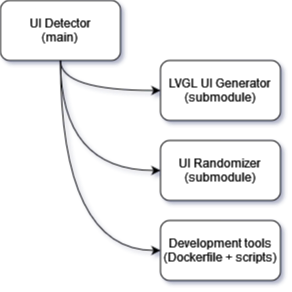 UI Detector
(main)
LVGL UI Generator
(submodule)
UI Randomizer
(submodule)
Development tools
(Dockerfile + scripts)